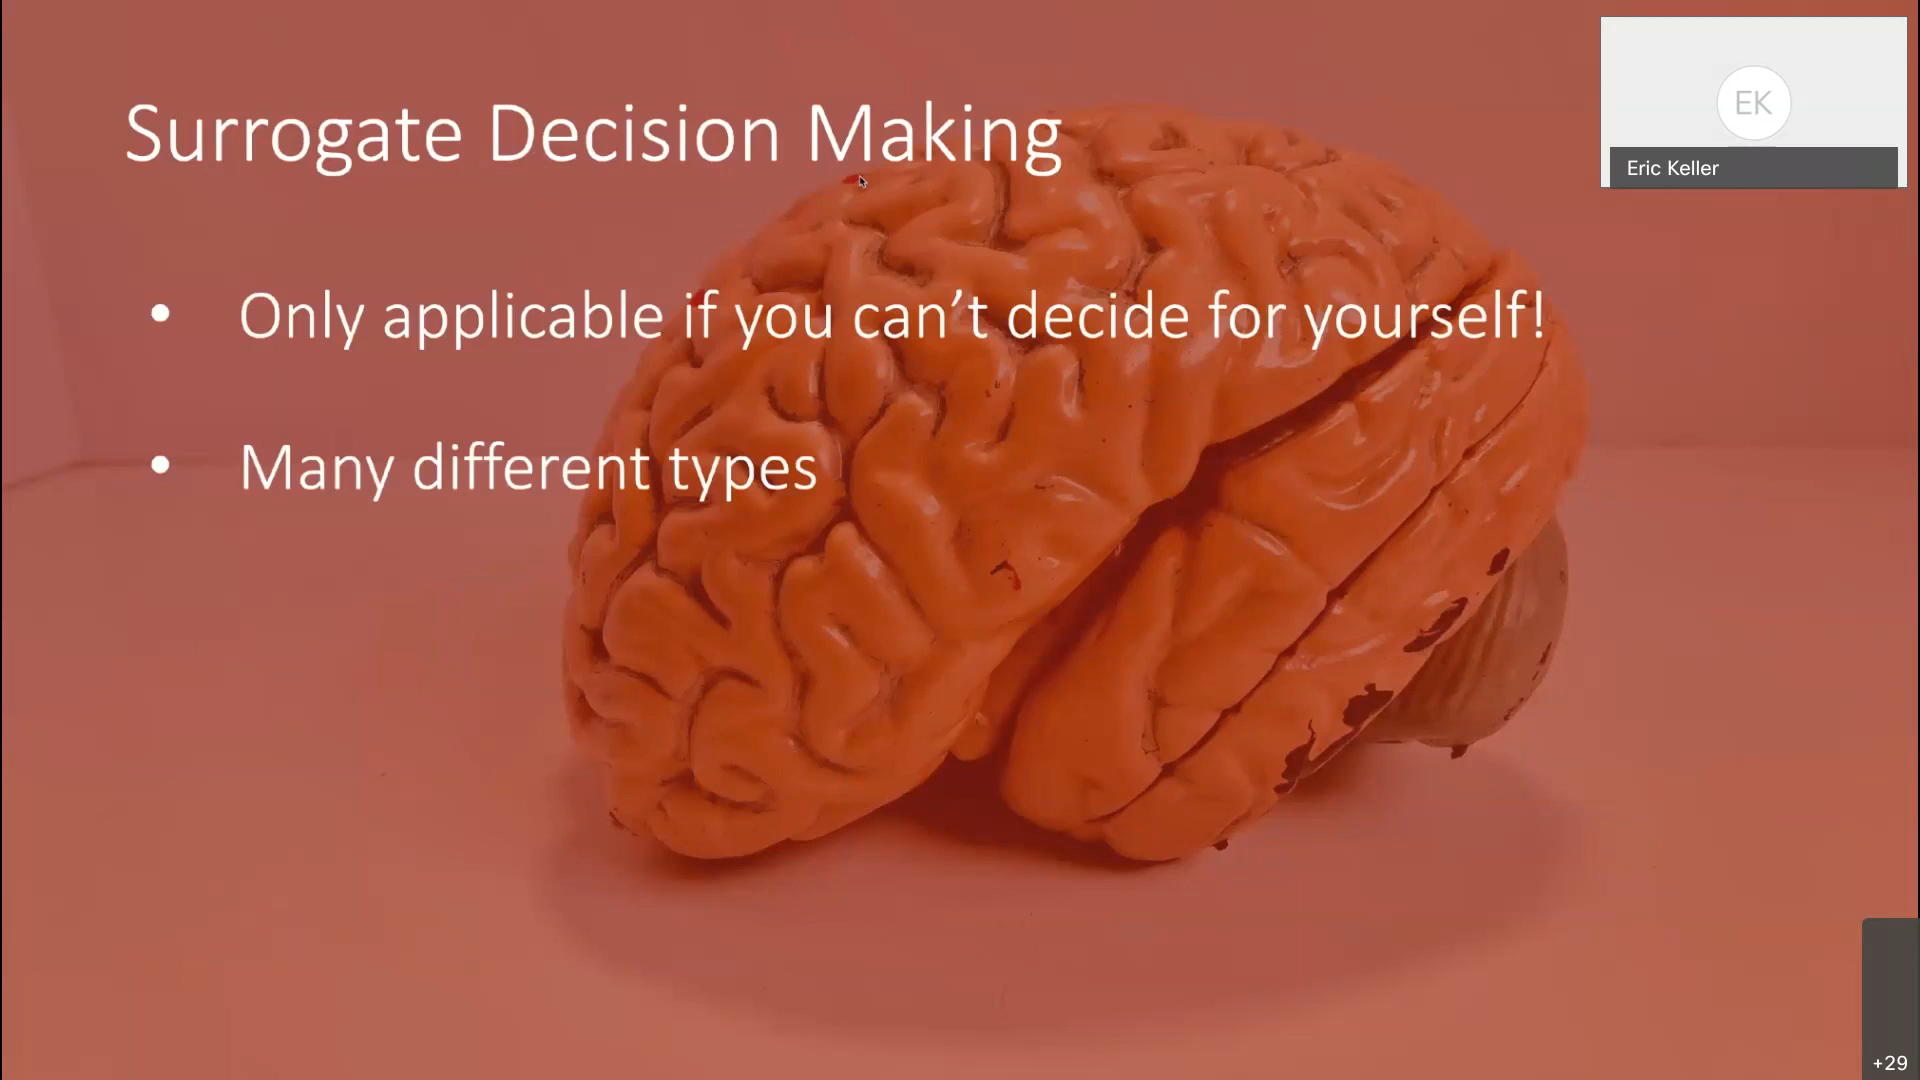 Surrogate Decision Making
EK
Eric Keller
• Only applicable if you can’t decide for yourself!
• Many different types
+29